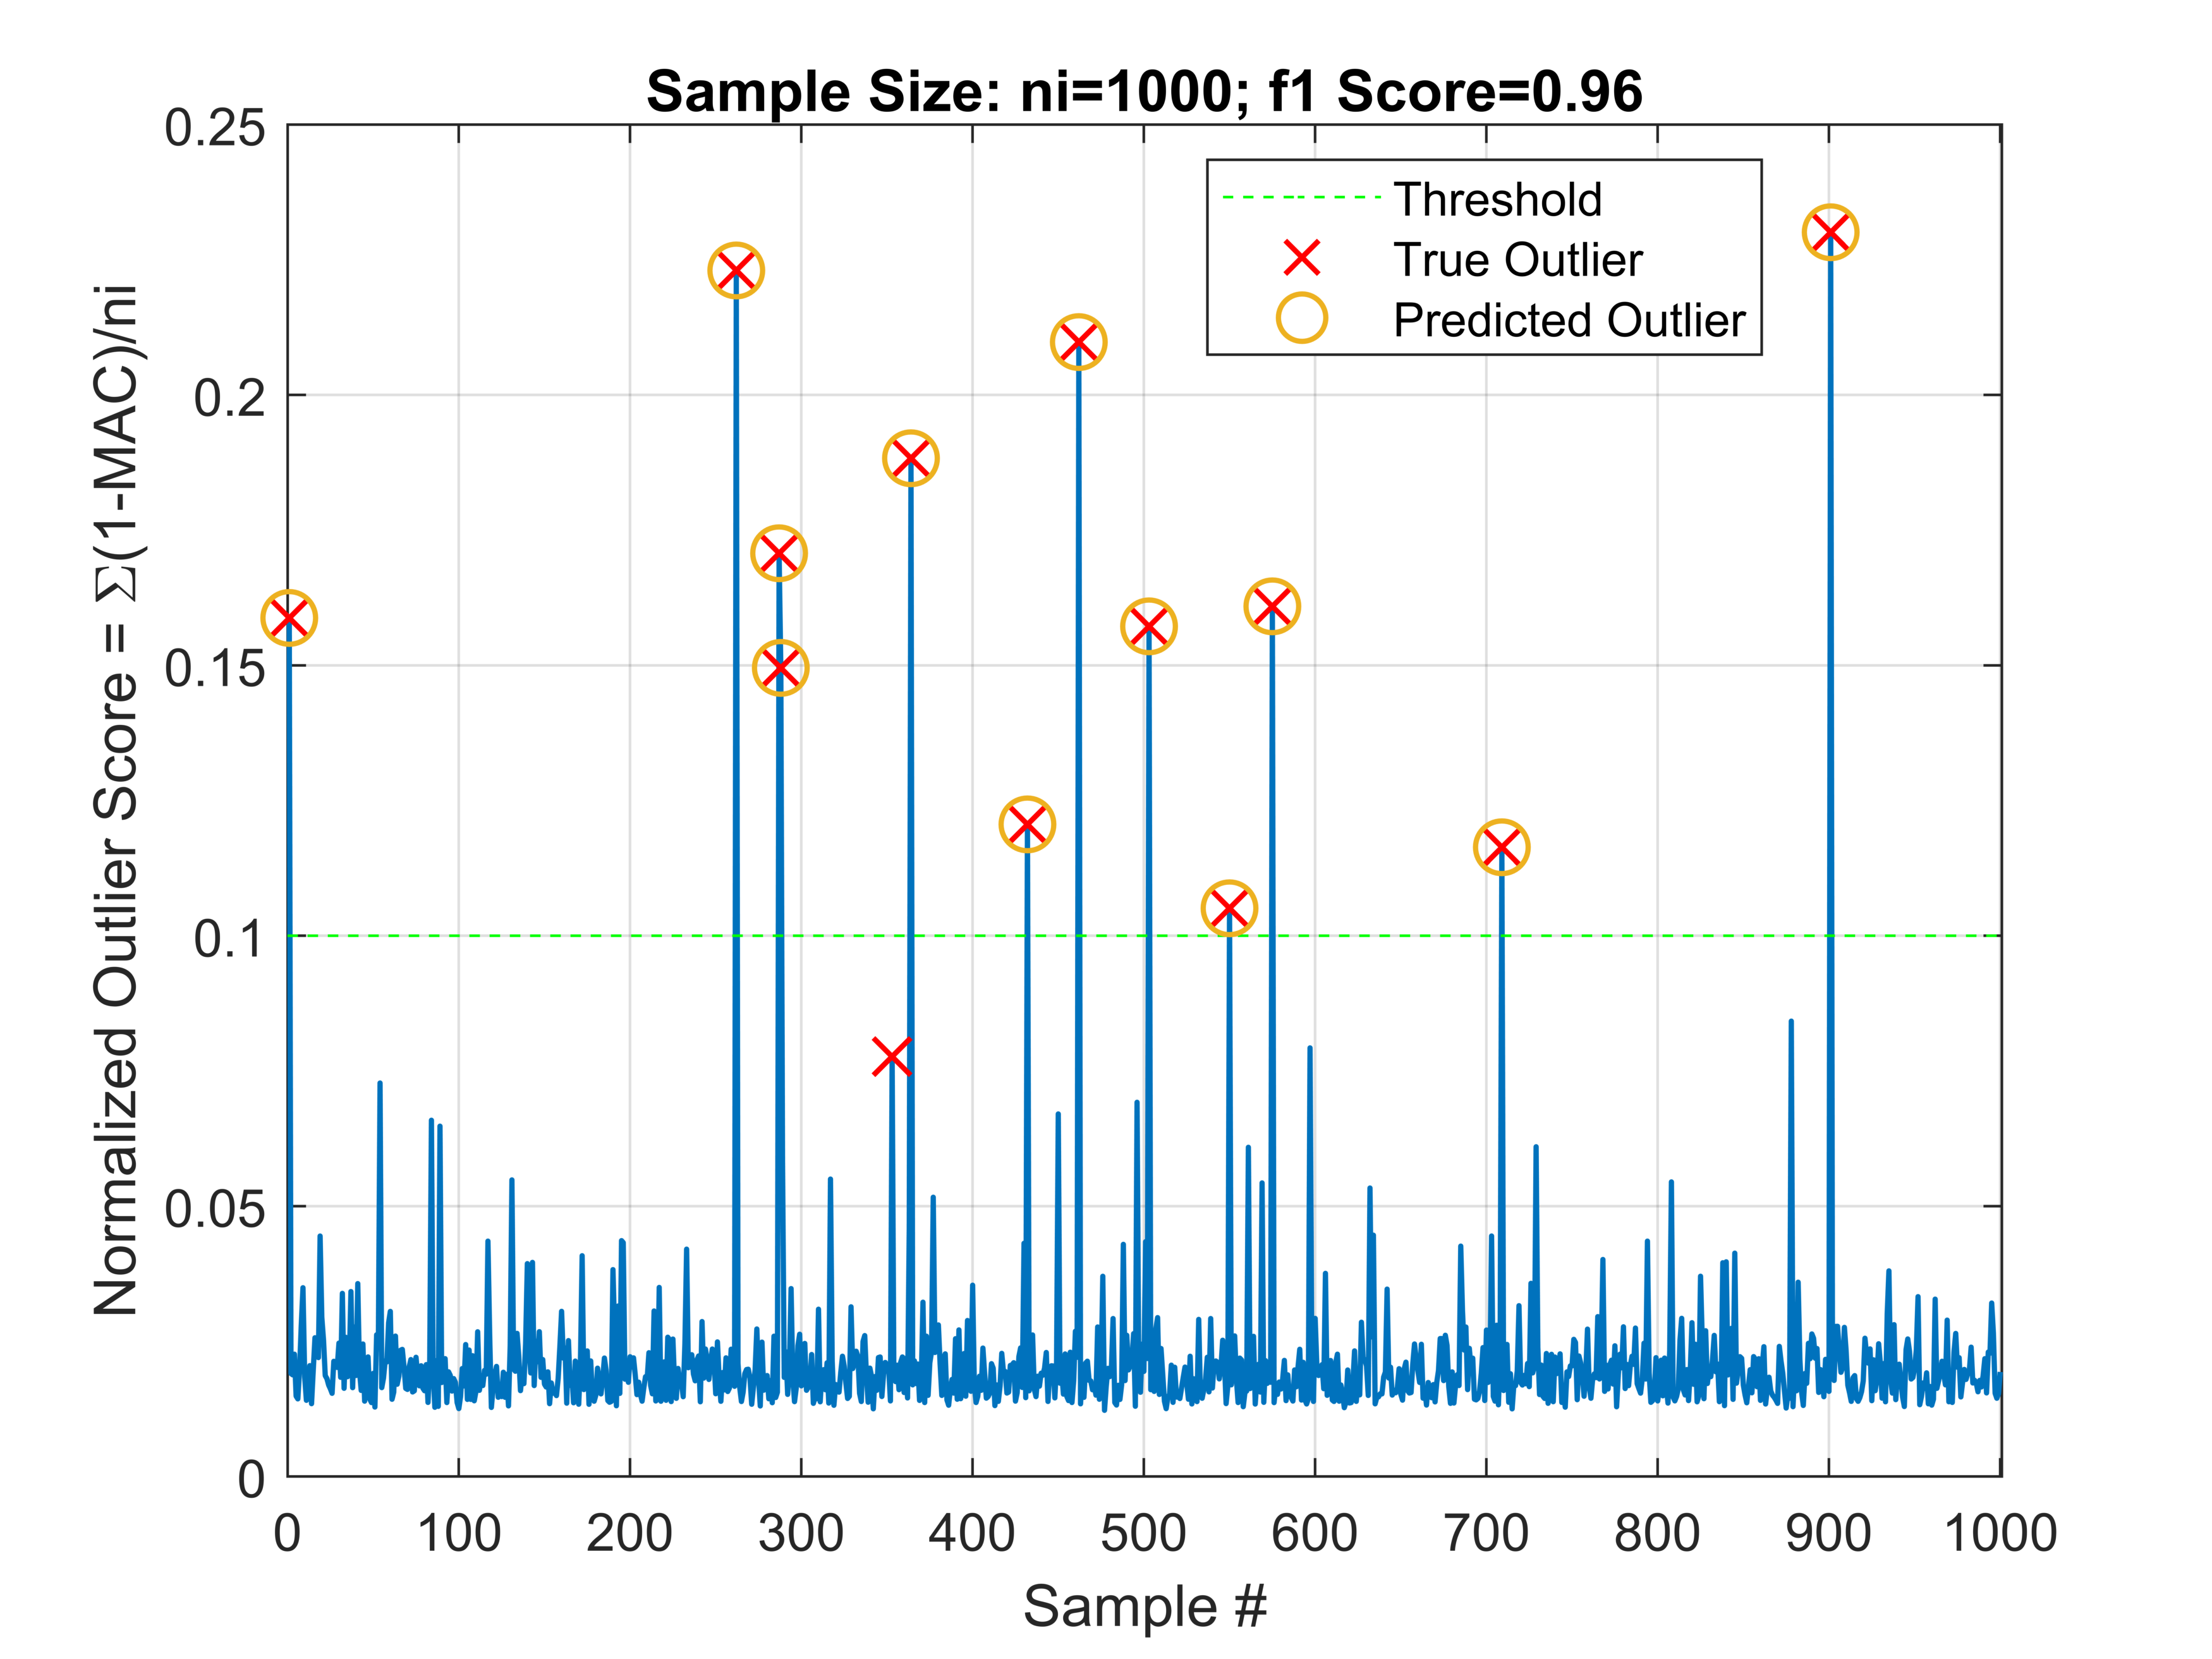 Sample Size: ni=1000; f1 Score=0.96
Normalized Outlier Score = Σ(1-MAC)/ni
0.25
0.2
0.15
0.1
0.05
0
Threshold
True Outlier
Predicted Outlier
0 100 200 300 400 500 600 700 800 900 1000
Sample #